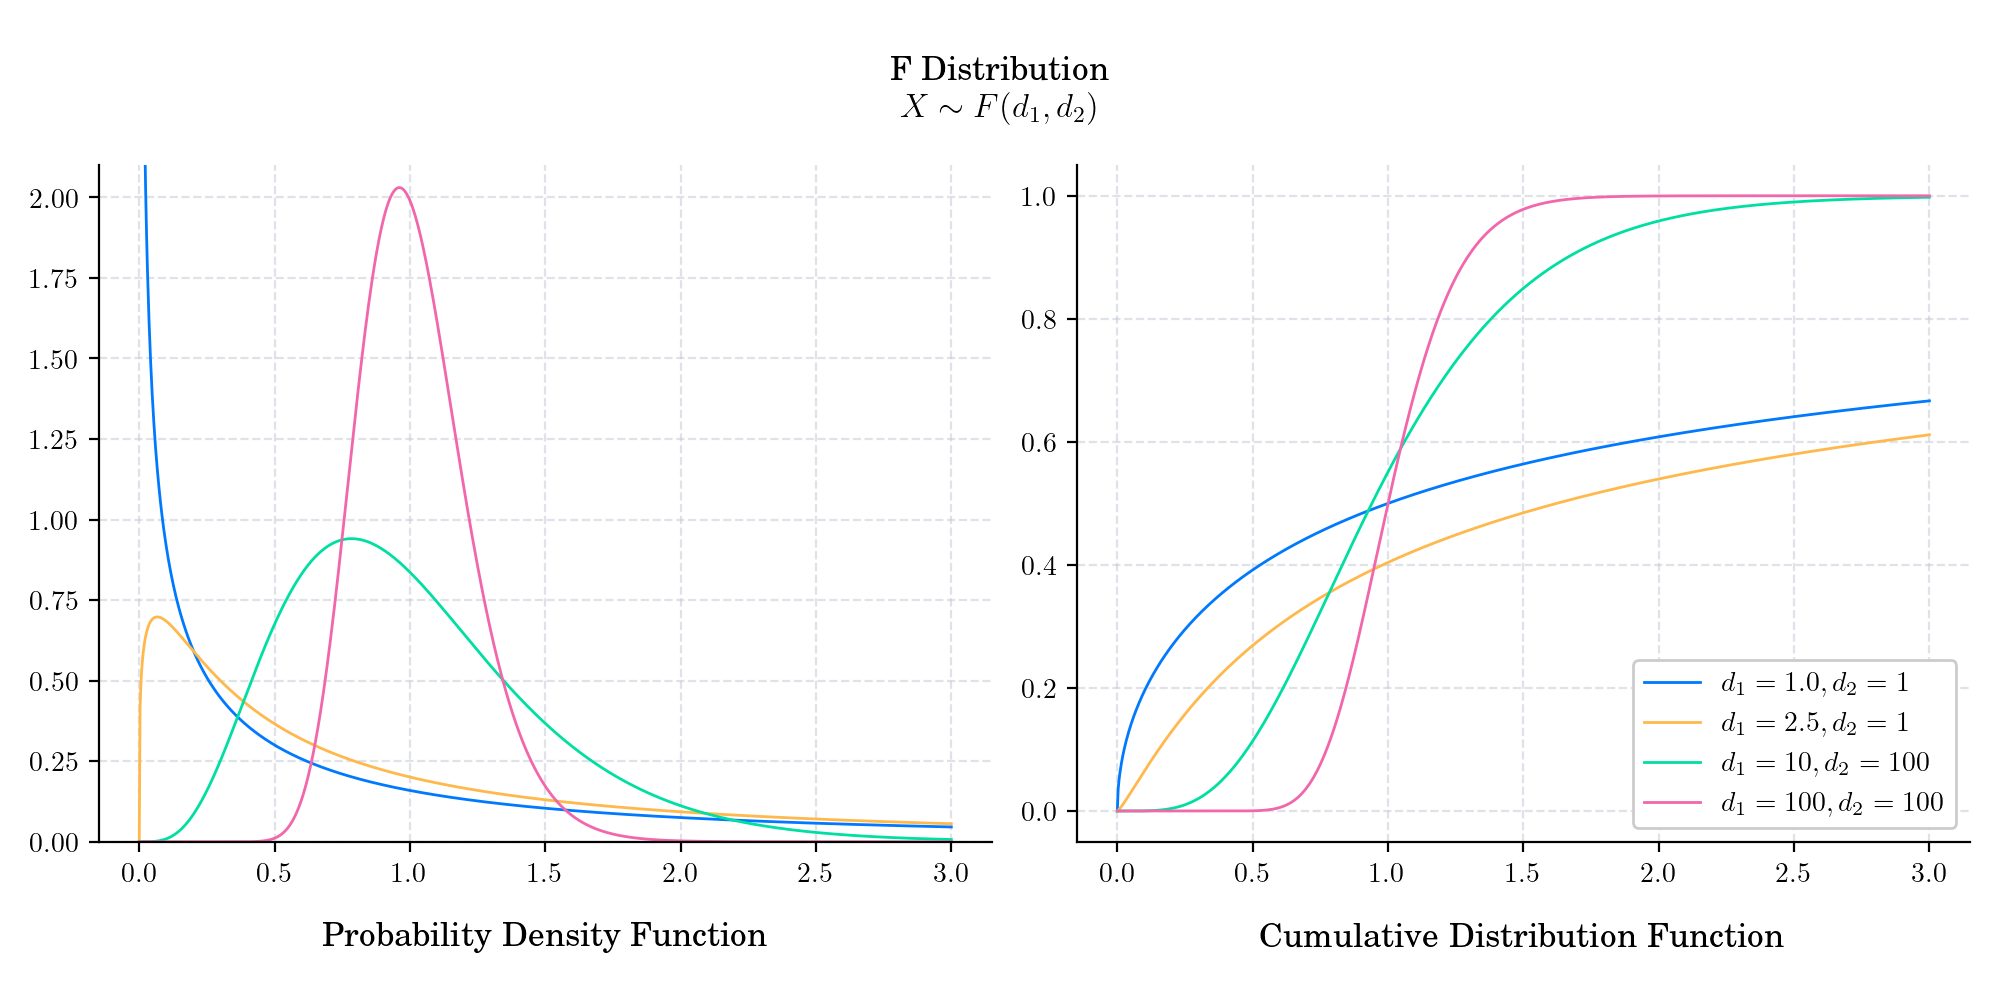 F Distribution
X ∼ F(d₁, d₂)
2.00
1.75
1.50
1.25
1.00
0.75
0.50
0.25
0.00
0.0 0.5 1.0 1.5 2.0 2.5 3.0
Probability Density Function
1.0
0.8
0.6
0.4
0.2
0.0
d₁ = 1.0, d₂ = 1
d₁ = 2.5, d₂ = 1
d₁ = 10, d₂ = 100
d₁ = 100, d₂ = 100
0.0 0.5 1.0 1.5 2.0 2.5 3.0
Cumulative Distribution Function